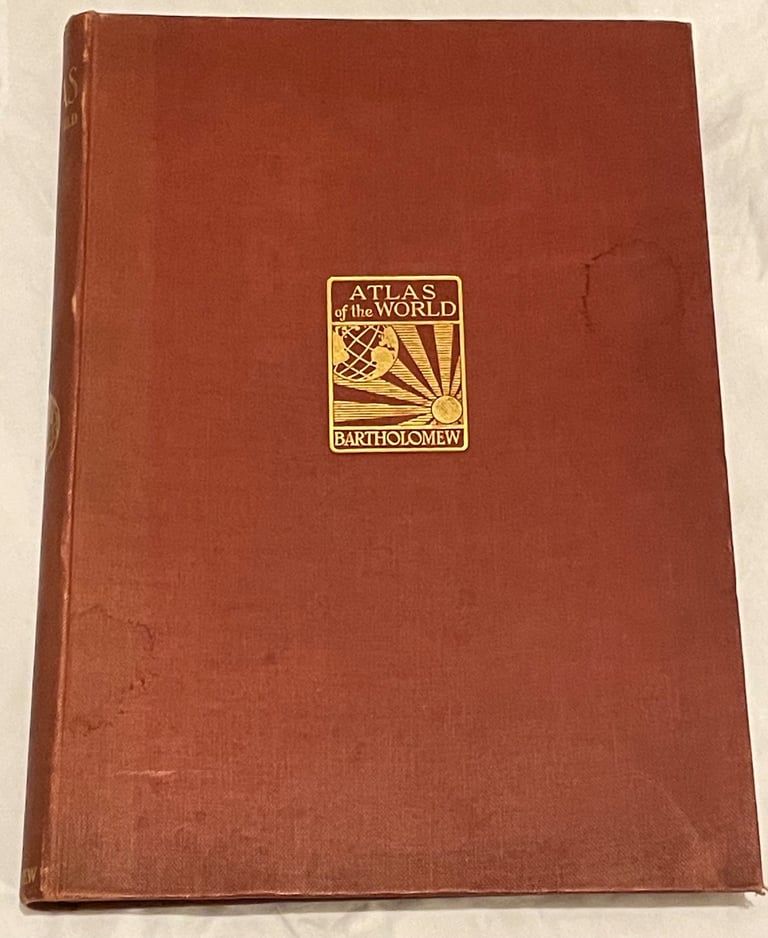 ATLAS
of the WORLD
BARTHOLOMEW